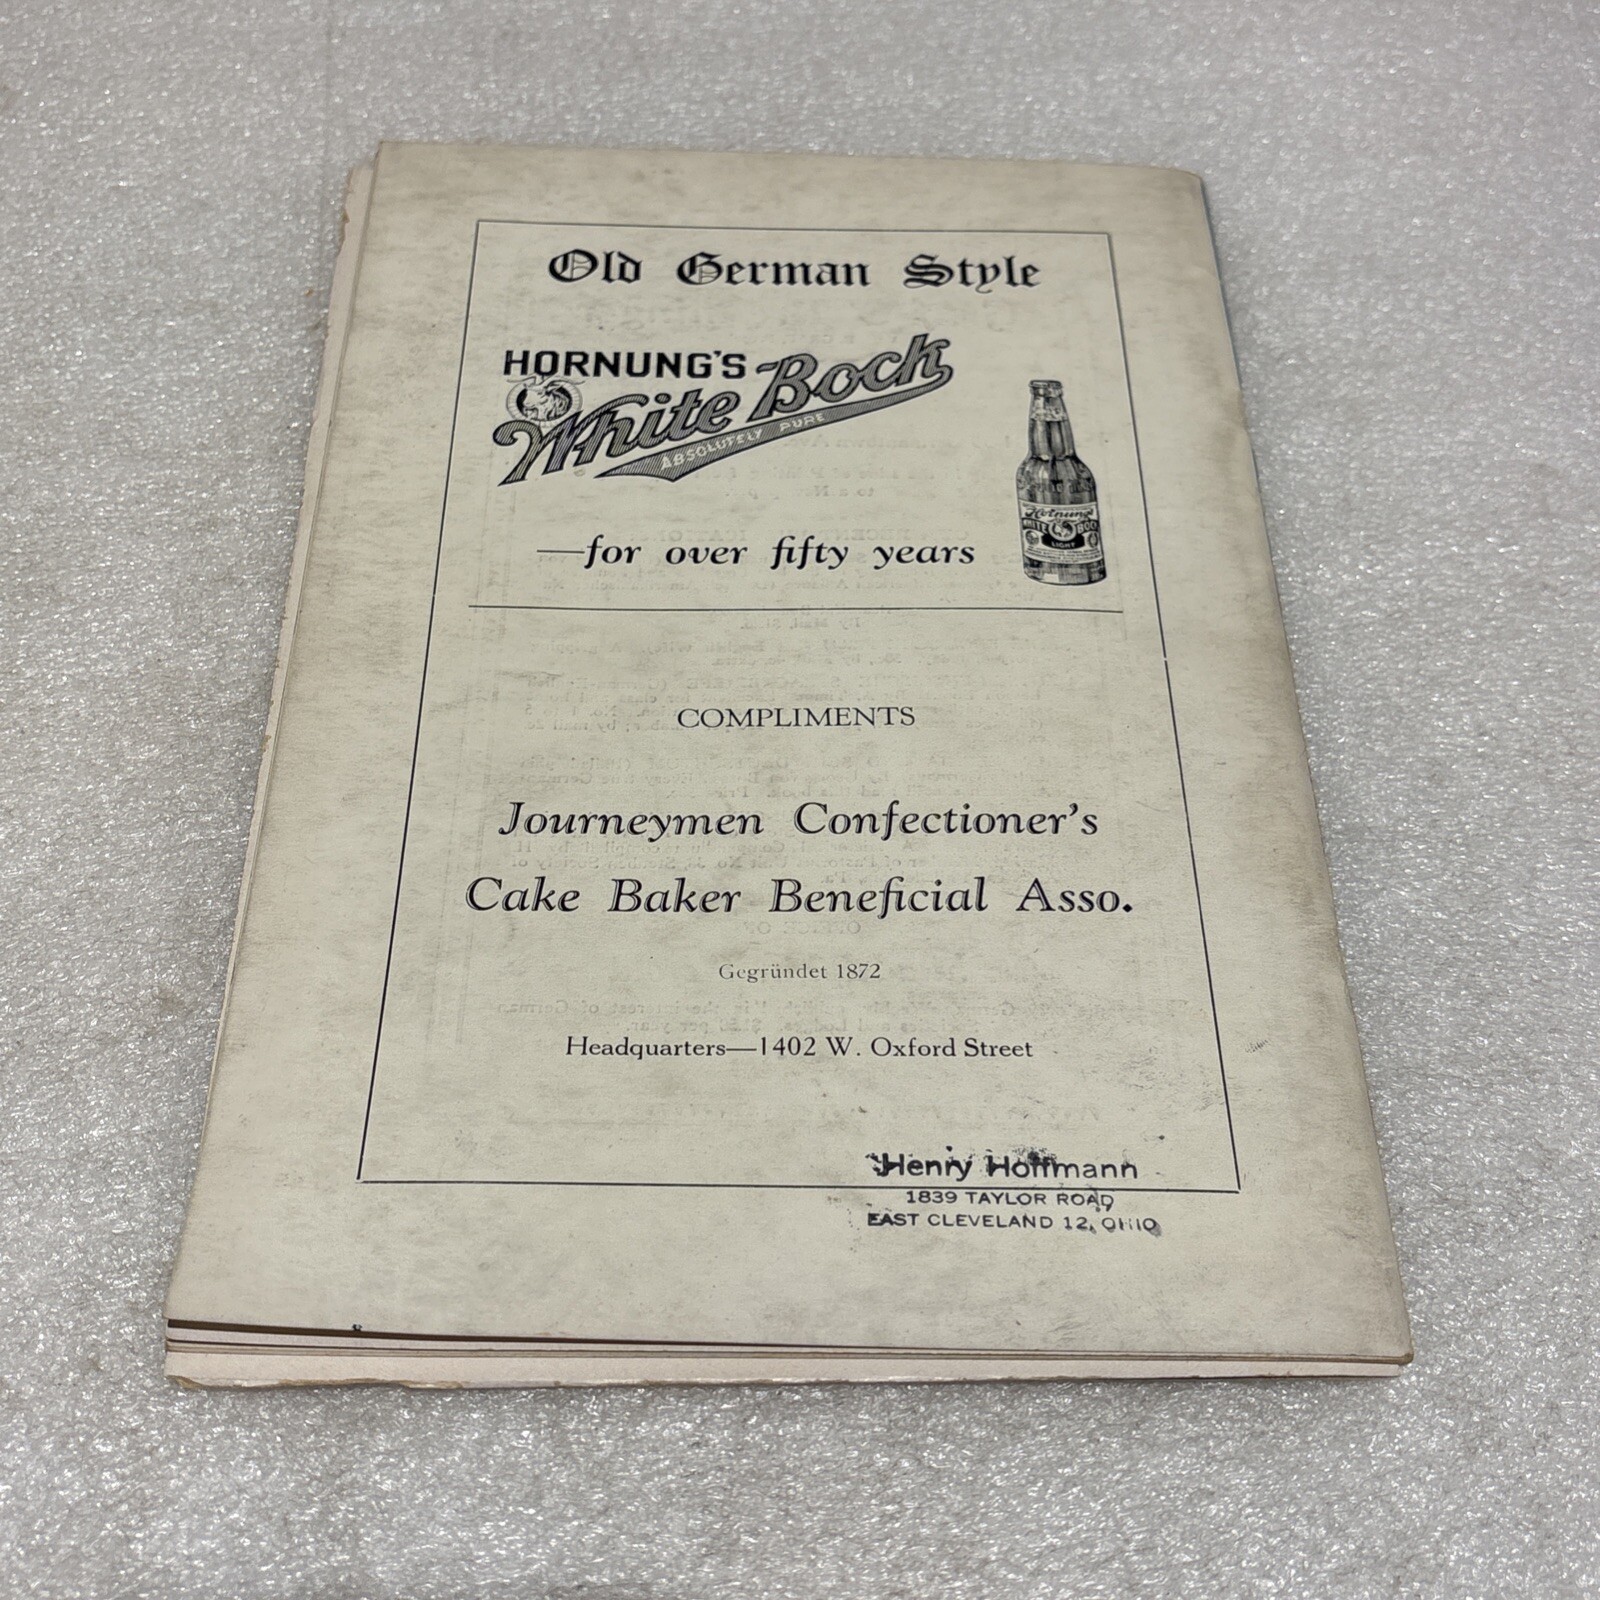 Old German Style
HORNUNG'S
White Bock
ABSOLUTELY PURE
—for over fifty years
Hornung's
WHITE BOCK
LIGHT
COMPLIMENTS
Journeymen Confectioner's
Cake Baker Beneficial Asso.
Gegründet 1872
Headquarters—1402 W. Oxford Street
Henry Hoffmann
1839 TAYLOR ROAD
EAST CLEVELAND 12, OHIO